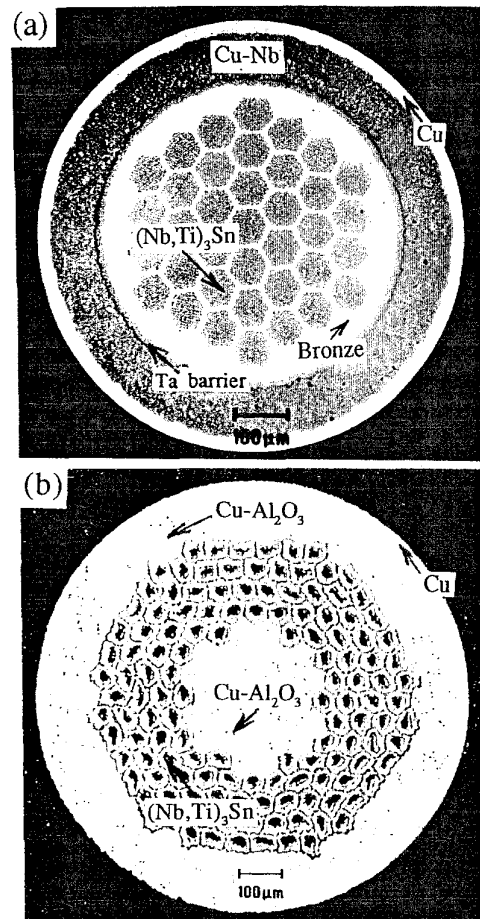 (a)
Cu-Nb
Cu
(Nb,Ti)₃Sn
Bronze
Ta barrier
100μm
(b)
Cu-Al₂O₃
Cu
Cu-Al₂O₃
(Nb,Ti)₃Sn
100μm